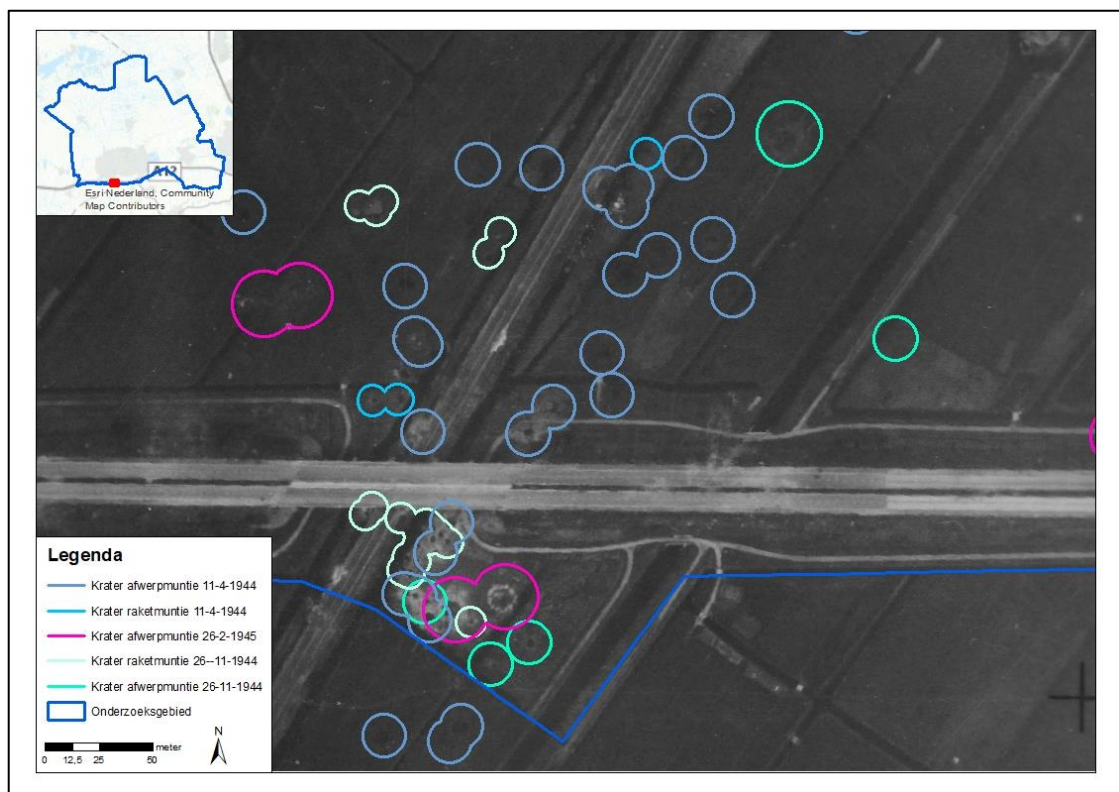 A12
Esri Nederland, Community
Map Contributors
Legenda
Krater afwerpmuntie 11-4-1944
Krater raketmuntie 11-4-1944
Krater afwerpmuntie 26-2-1945
Krater raketmuntie 26--11-1944
Krater afwerpmuntie 26-11-1944
Onderzoeksgebied
meter
0 12,5 25 50
N